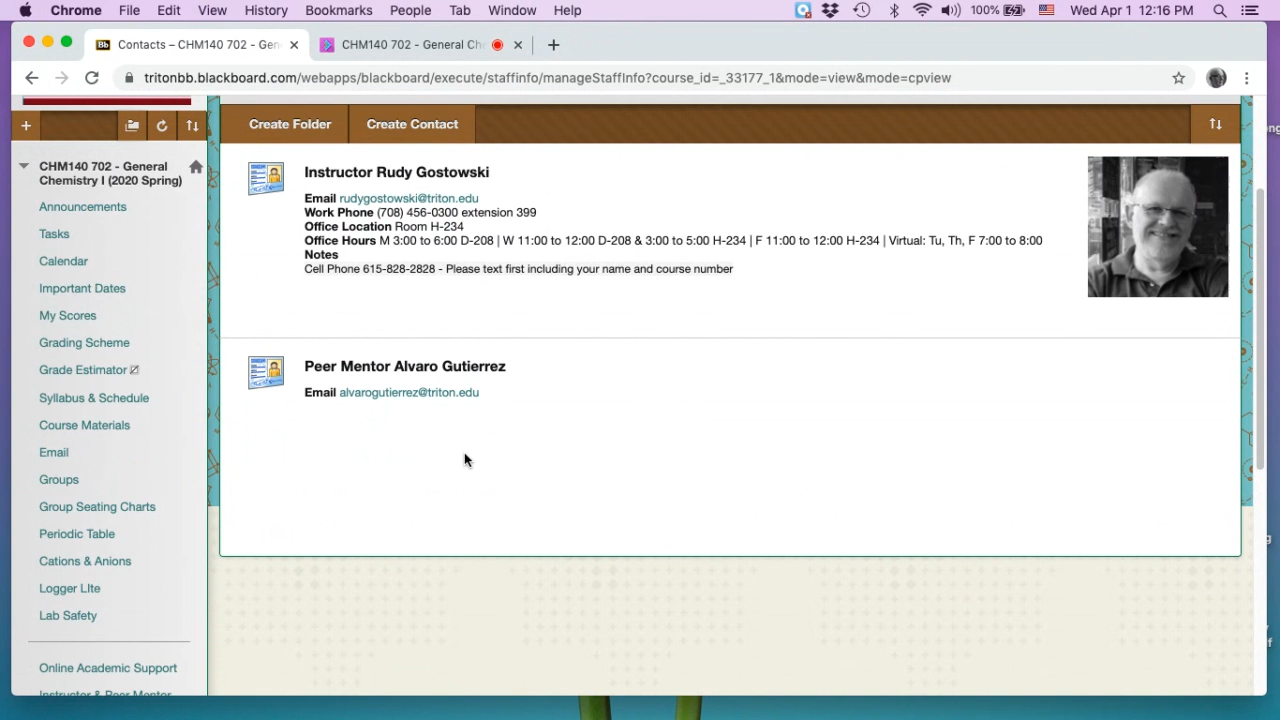 Chrome File Edit View History Bookmarks People Tab Window Help 100% Wed Apr 1 12:16 PM
Bb Contacts – CHM140 702 - Gen CHM140 702 - General Ch
tritonbb.blackboard.com/webapps/blackboard/execute/staffinfo/manageStaffInfo?course_id=_33177_1&mode=view&mode=cpview
Create Folder Create Contact
CHM140 702 - General
Chemistry I (2020 Spring)
Announcements
Tasks
Calendar
Important Dates
My Scores
Grading Scheme
Grade Estimator
Syllabus & Schedule
Course Materials
Email
Groups
Group Seating Charts
Periodic Table
Cations & Anions
Logger LIte
Lab Safety
Online Academic Support
Instructor & Peer Mentor
Instructor Rudy Gostowski
Email rudygostowski@triton.edu
Work Phone (708) 456-0300 extension 399
Office Location Room H-234
Office Hours M 3:00 to 6:00 D-208 | W 11:00 to 12:00 D-208 & 3:00 to 5:00 H-234 | F 11:00 to 12:00 H-234 | Virtual: Tu, Th, F 7:00 to 8:00
Notes
Cell Phone 615-828-2828 - Please text first including your name and course number
Peer Mentor Alvaro Gutierrez
Email alvarogutierrez@triton.edu